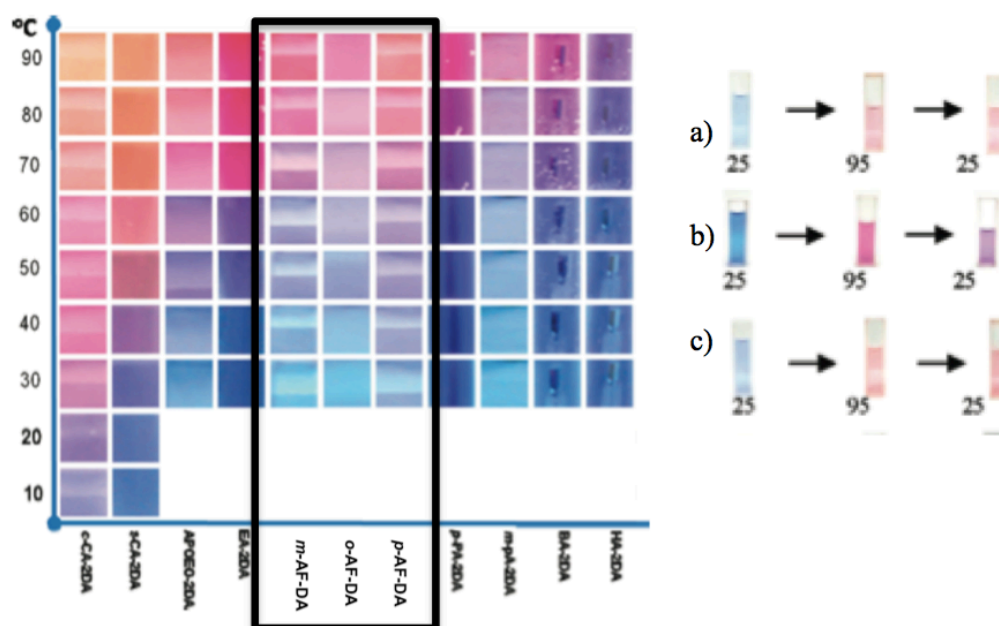 °C
90
80
70
60
50
40
30
20
10
c-CA-2DA
s-CA-2DA
APOEO-2DA
EA-2DA
m-AF-DA
o-AF-DA
p-AF-DA
p-PA-2DA
m-pA-2DA
BA-2DA
HA-2DA
a)
25
95
25
b)
25
95
25
c)
25
95
25